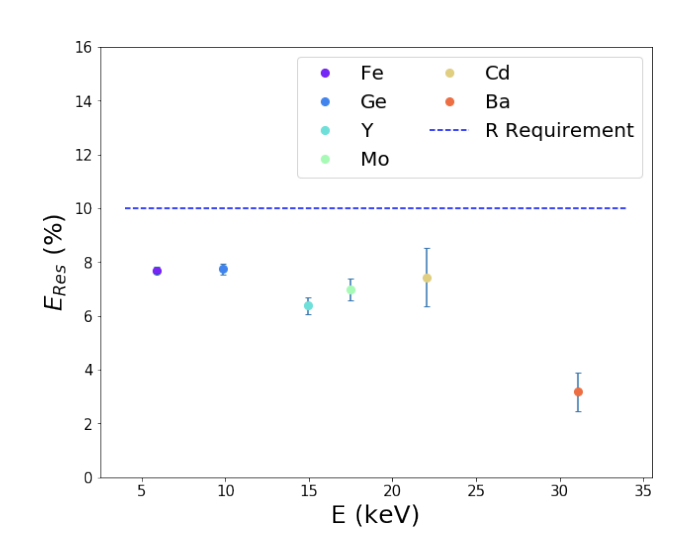 16
14
12
10
8
6
4
2
0
E_Res (%)
Fe
Ge
Y
Mo
Cd
Ba
R Requirement
5 10 15 20 25 30 35
E (keV)